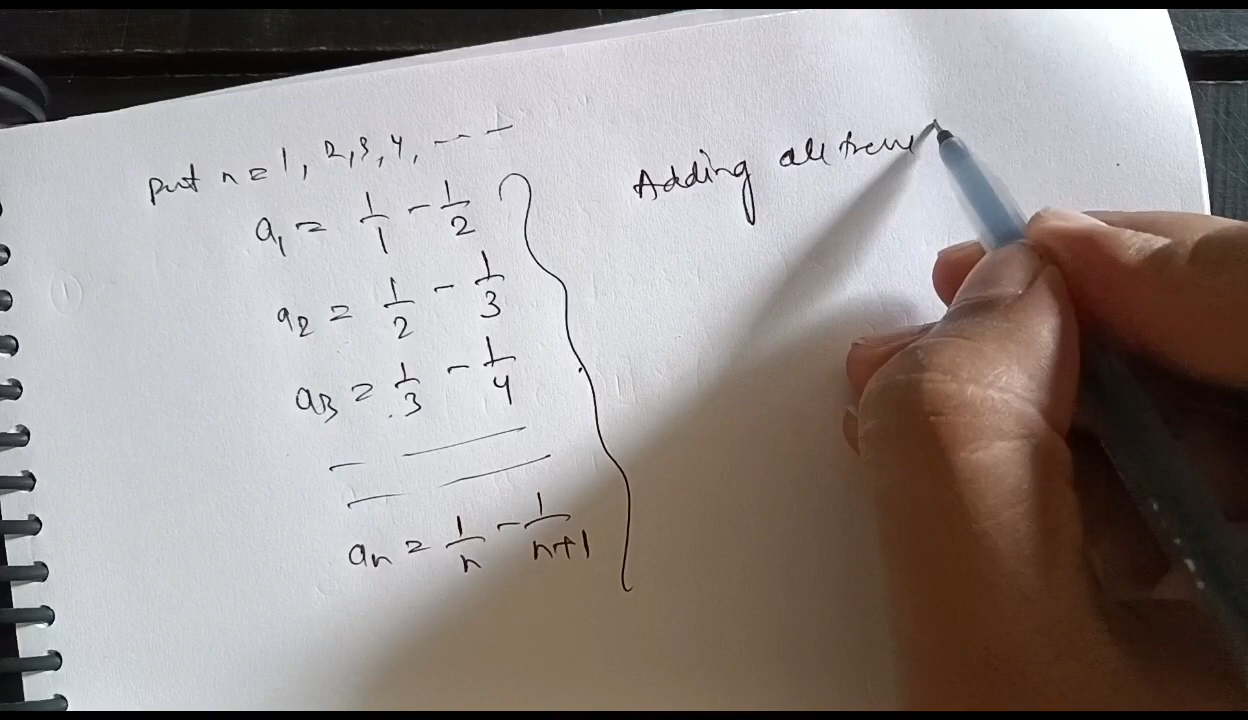 put n = 1, 2, 3, 4, - -
a₁ = 1/1 - 1/2
a₂ = 1/2 - 1/3
a₃ = 1/3 - 1/4
aₙ = 1/n - 1/n+1
Adding all